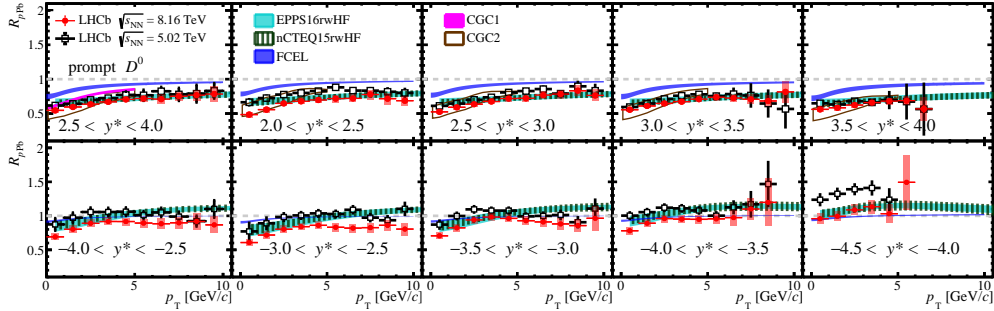 R_pPb
2
LHCb √s_NN = 8.16 TeV
LHCb √s_NN = 5.02 TeV
prompt D⁰
EPPS16rwHF
nCTEQ15rwHF
FCEL
CGC1
CGC2
1.5
1
0.5
2.5 < y* < 4.0
2.0 < y* < 2.5
2.5 < y* < 3.0
3.0 < y* < 3.5
3.5 < y* < 4.0
R_pPb
2
1.5
1
0.5
−4.0 < y* < −2.5
−3.0 < y* < −2.5
−3.5 < y* < −3.0
−4.0 < y* < −3.5
−4.5 < y* < −4.0
0 5 10 0 5 10 0 5 10 0 5 10 0 5 10
p_T [GeV/c] p_T [GeV/c] p_T [GeV/c] p_T [GeV/c] p_T [GeV/c]